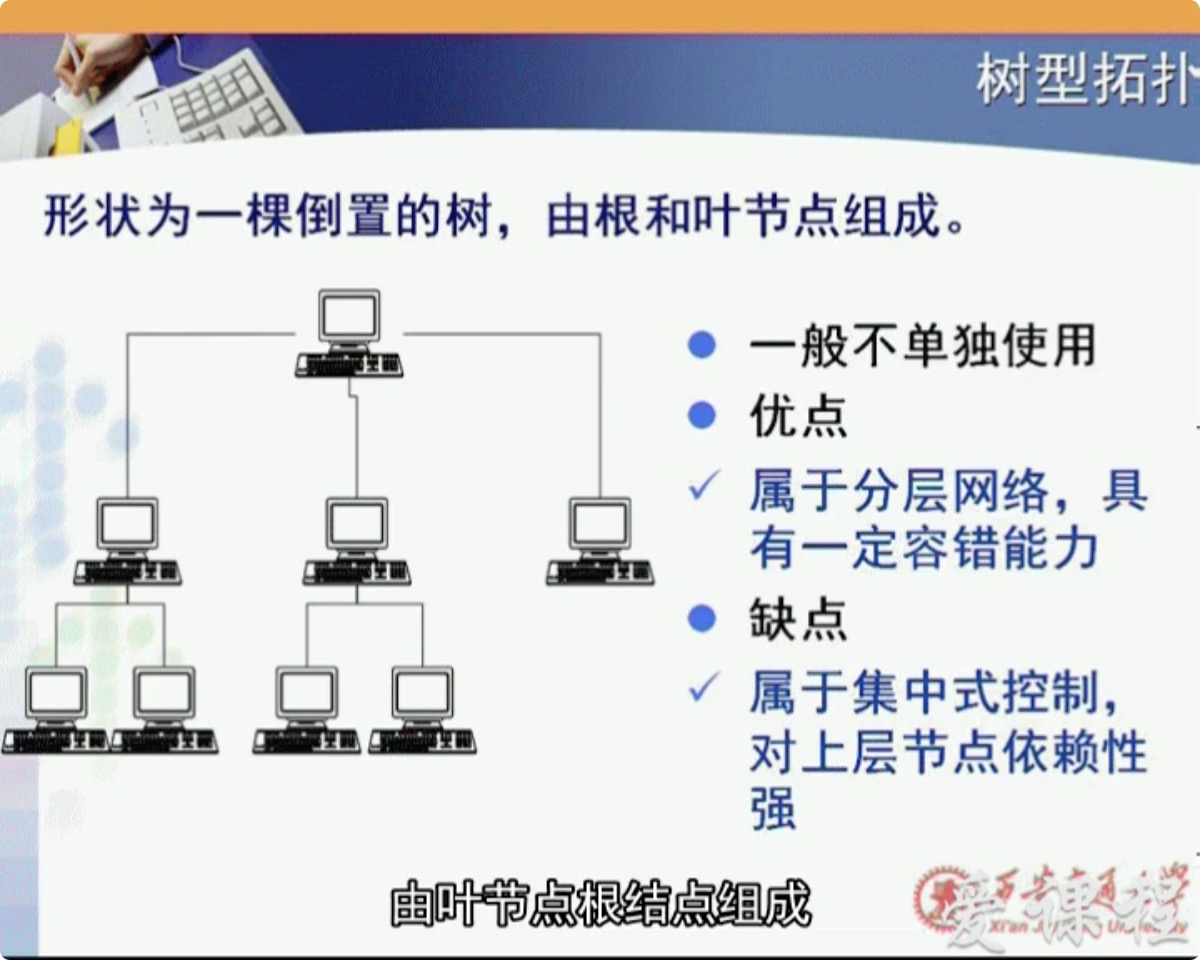 树型拓扑
形状为一棵倒置的树，由根和叶节点组成。
一般不单独使用
优点
属于分层网络，具
有一定容错能力
缺点
属于集中式控制，
对上层节点依赖性
强
由叶节点根结点组成
爱课程